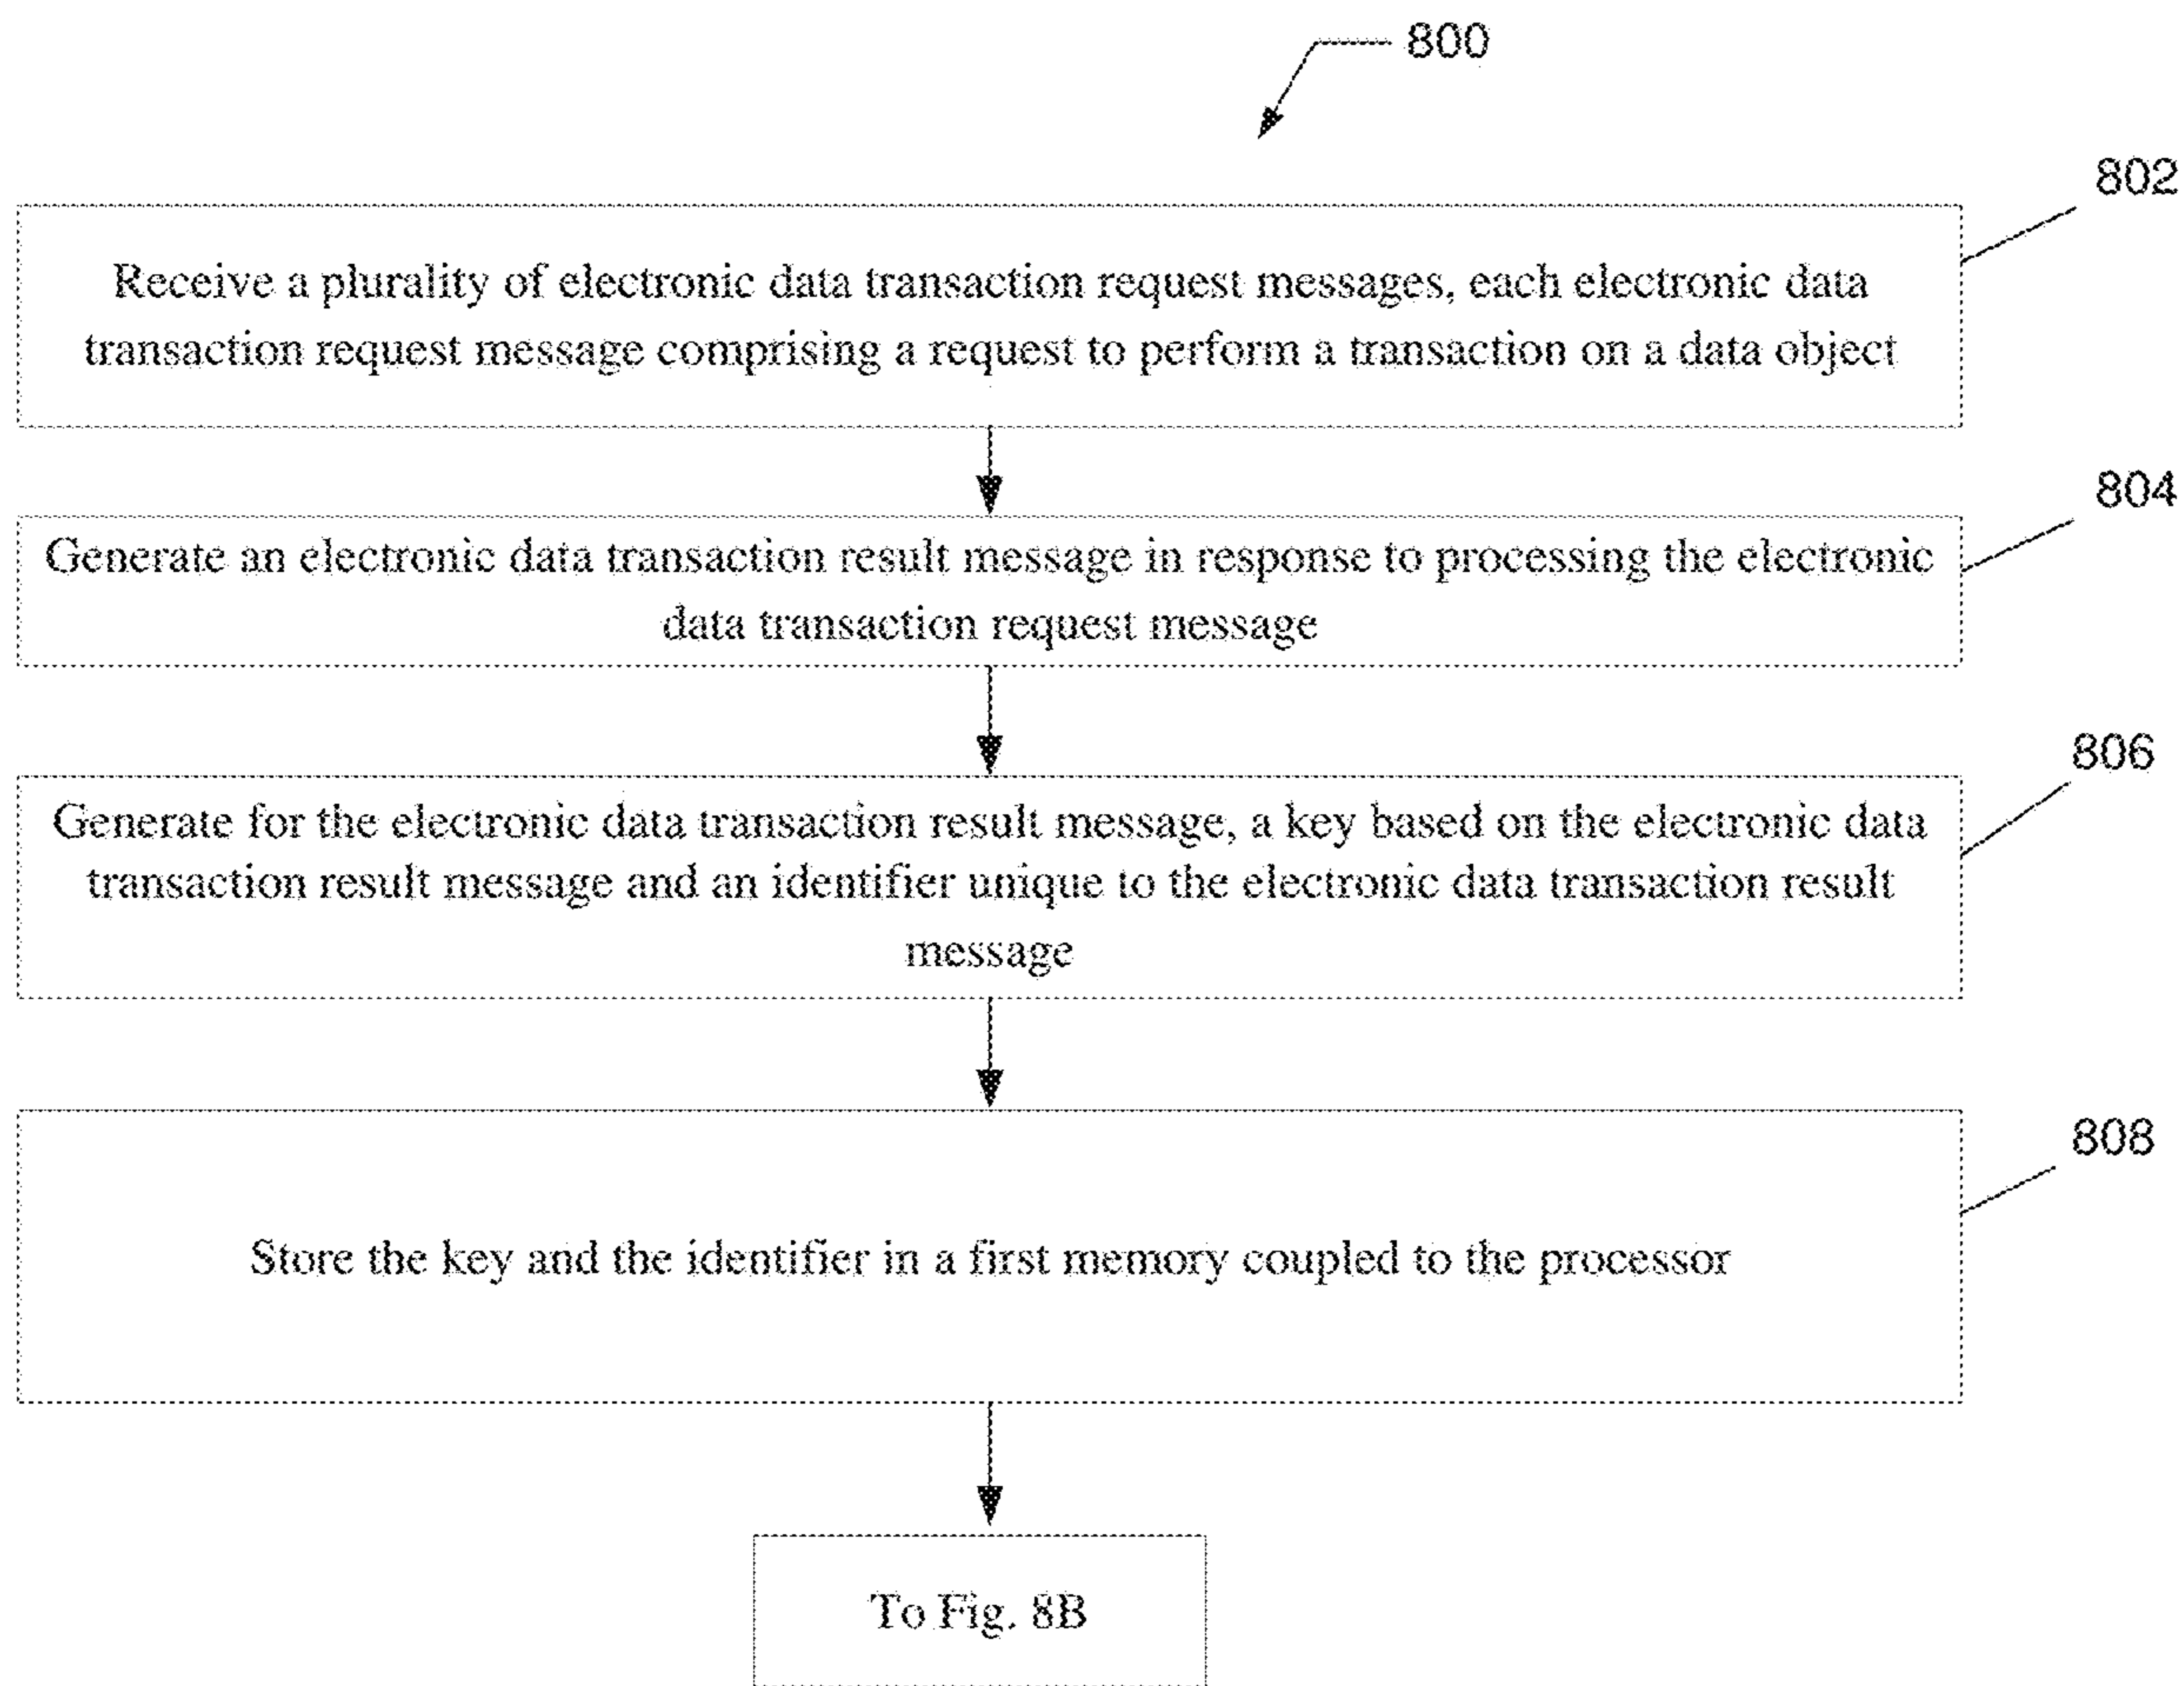 800
802
Receive a plurality of electronic data transaction request messages, each electronic data
transaction request message comprising a request to perform a transaction on a data object
804
Generate an electronic data transaction result message in response to processing the electronic
data transaction request message
806
Generate for the electronic data transaction result message, a key based on the electronic data
transaction result message and an identifier unique to the electronic data transaction result
message
808
Store the key and the identifier in a first memory coupled to the processor
To Fig. 8B